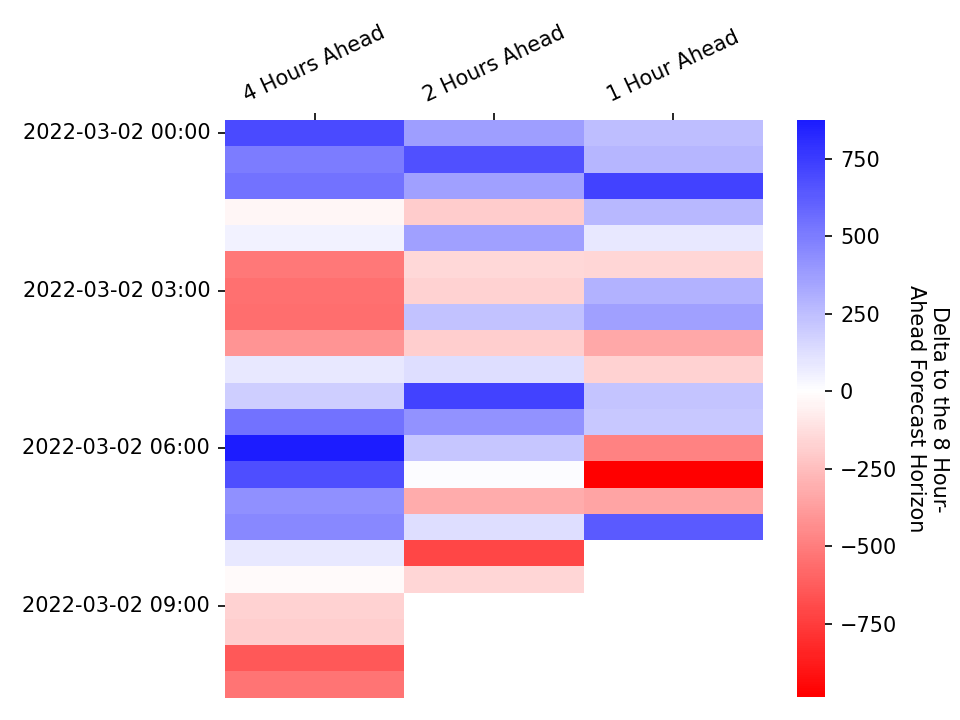 4 Hours Ahead
2 Hours Ahead
1 Hour Ahead
2022-03-02 00:00
2022-03-02 03:00
2022-03-02 06:00
2022-03-02 09:00
750
500
250
0
−250
−500
−750
Delta to the 8 Hour-
Ahead Forecast Horizon